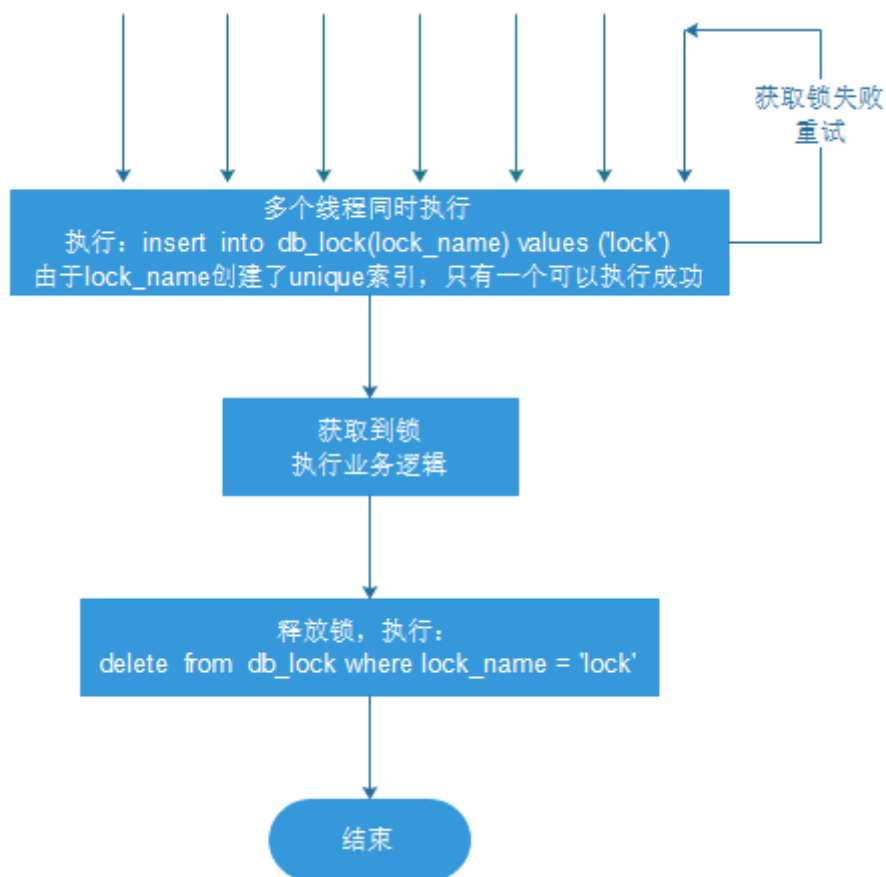 获取锁失败
重试
多个线程同时执行
执行：insert into db_lock(lock_name) values ('lock')
由于lock_name创建了unique索引，只有一个可以执行成功
获取到锁
执行业务逻辑
释放锁，执行：
delete from db_lock where lock_name = 'lock'
结束